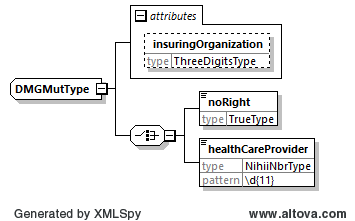 attributes
insuringOrganization
type ThreeDigitsType
DMGMutType
noRight
type TrueType
healthCareProvider
type NihiiNbrType
pattern \d{11}
Generated by XMLSpy www.altova.com